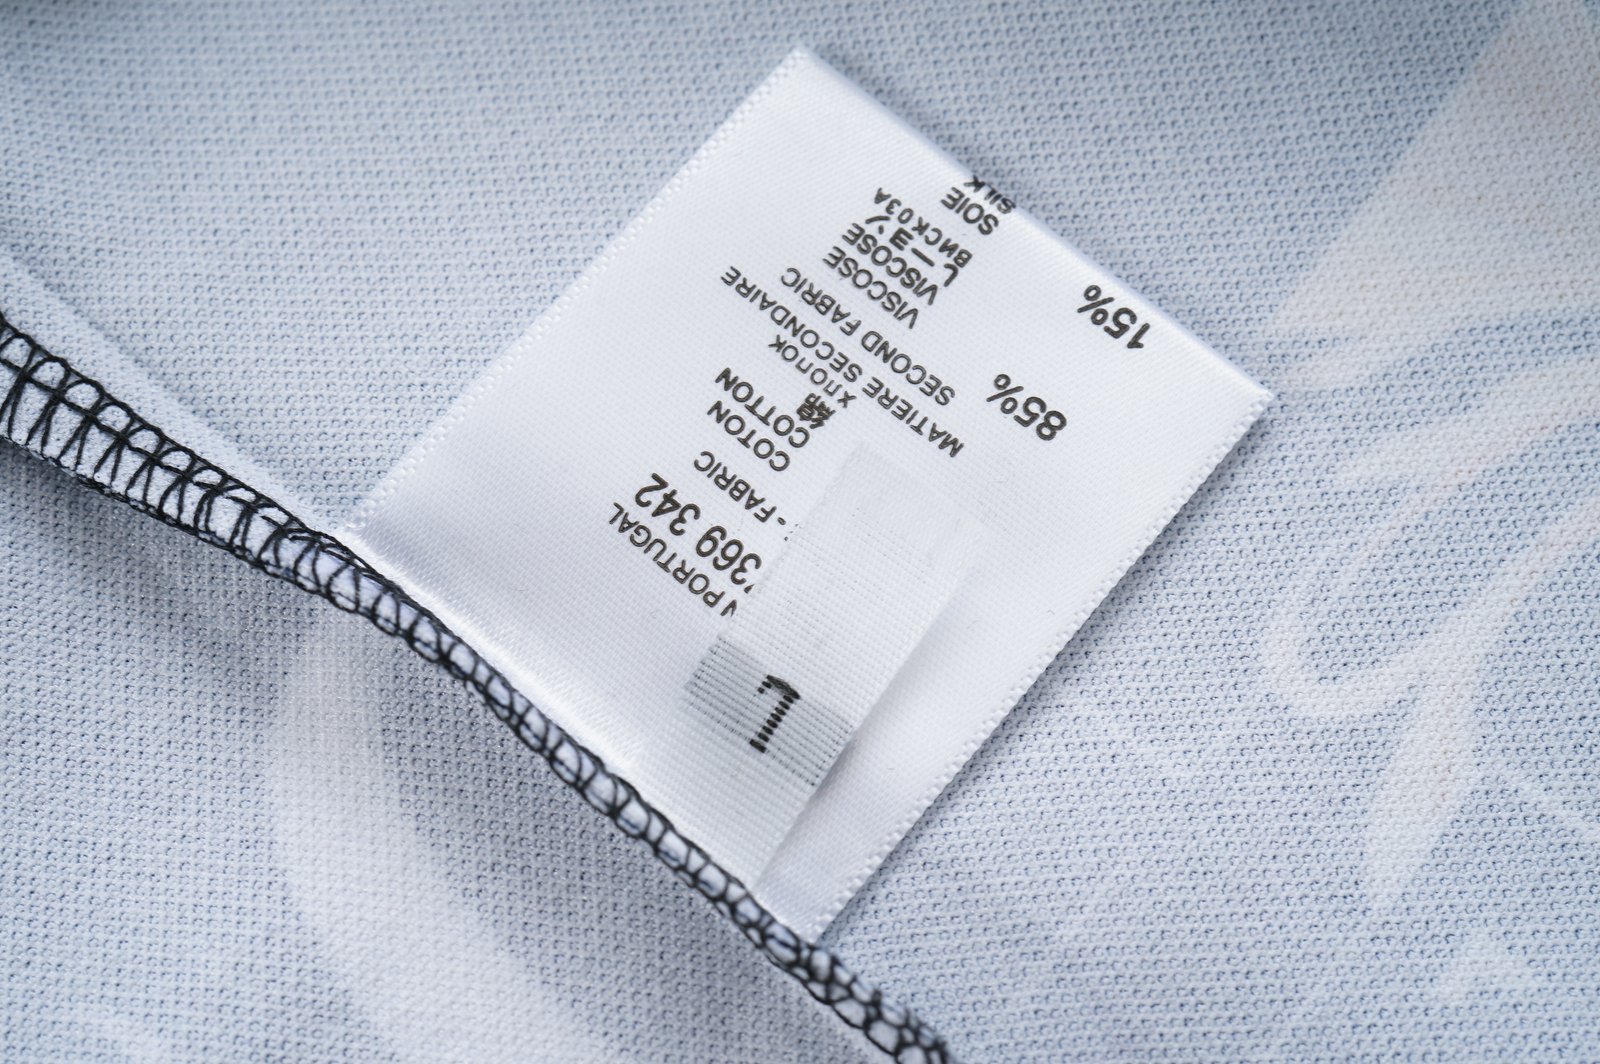 N PORTUGAL
369 342
- FABRIC
COTON
COTTON
綿
ХЛОПОК
MATIERE SECONDAIRE
SECOND FABRIC
85% VISCOSE
VISCOSE
レーヨン
ВИСКОЗА
15% SOIE
SILK
L